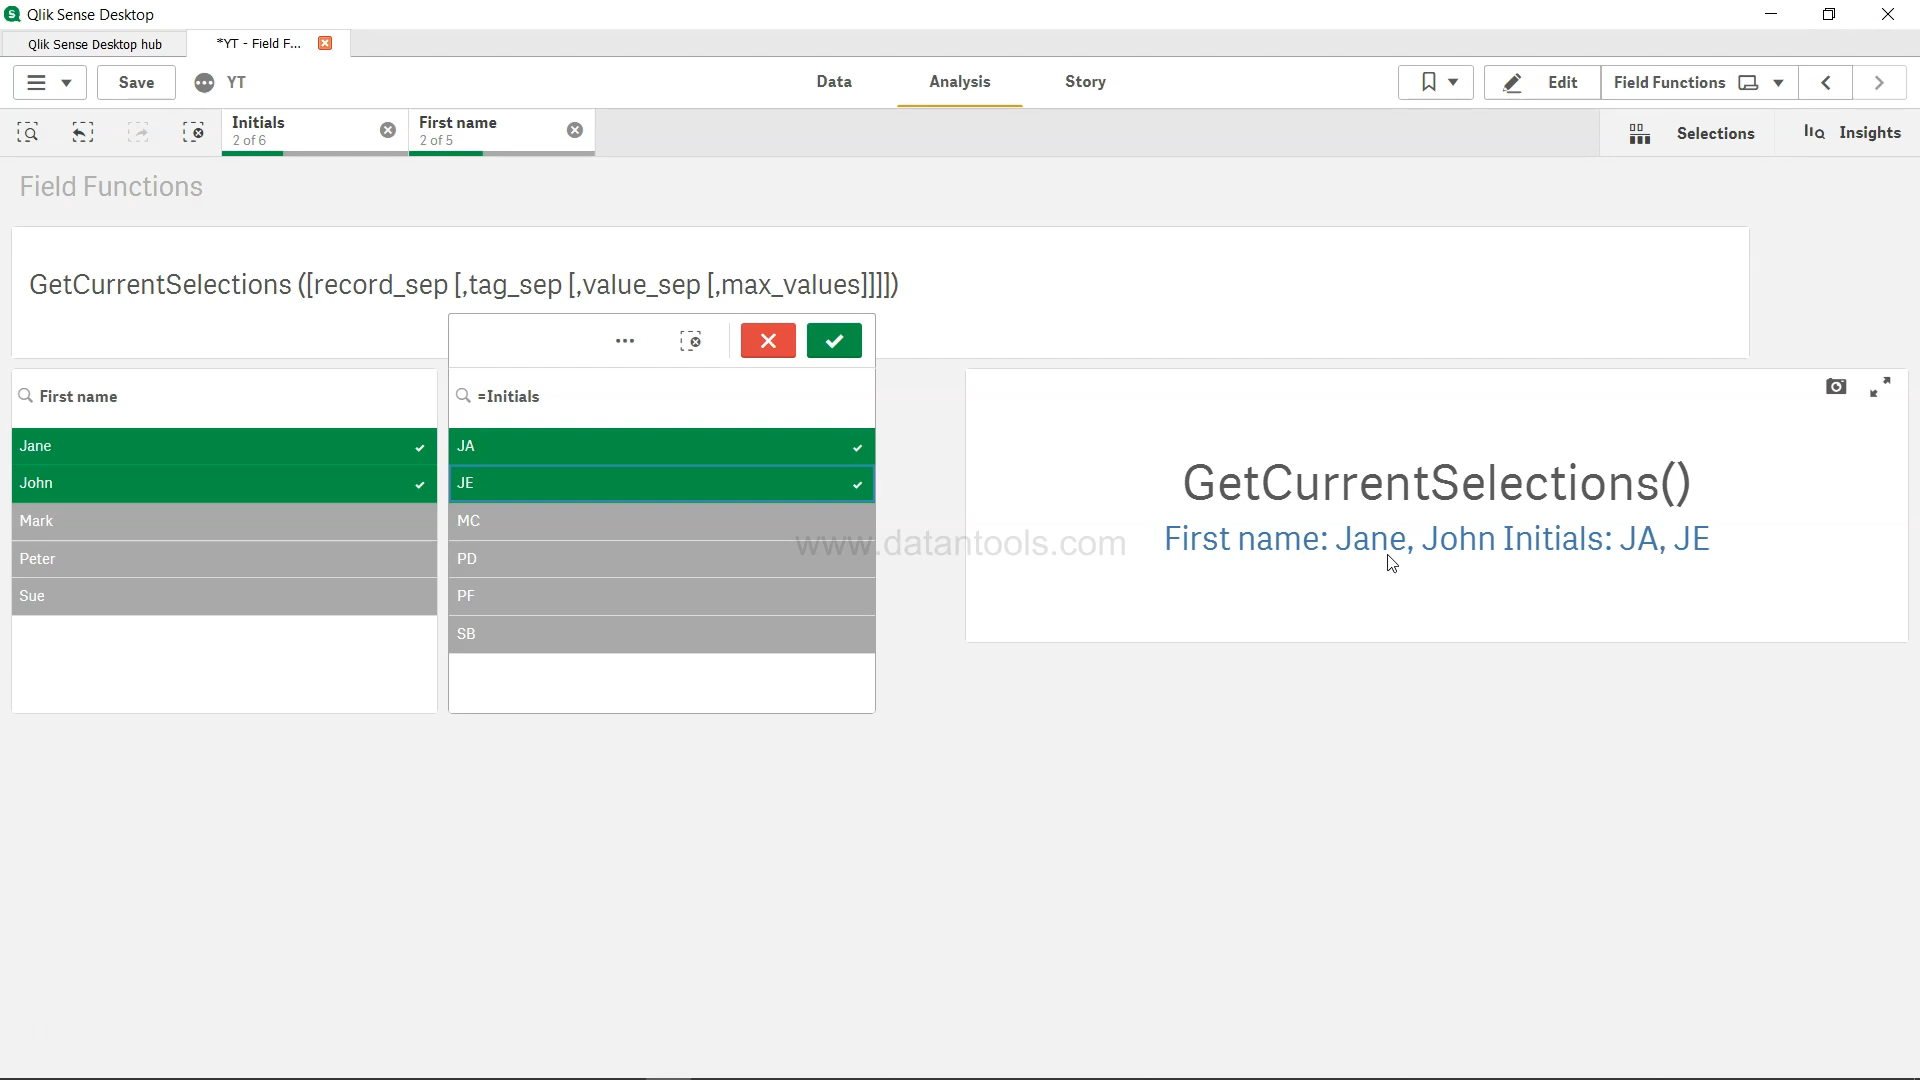 Qlik Sense Desktop
Qlik Sense Desktop hub
*YT - Field F...
Save
YT
Data
Analysis
Story
Edit
Field Functions
Initials
2 of 6
First name
2 of 5
Selections
Insights
Field Functions
GetCurrentSelections ([record_sep [,tag_sep [,value_sep [,max_values]]]])
First name
Jane
John
Mark
Peter
Sue
=Initials
JA
JE
MC
PD
PF
SB
GetCurrentSelections()
First name: Jane, John Initials: JA, JE
www.datantools.com